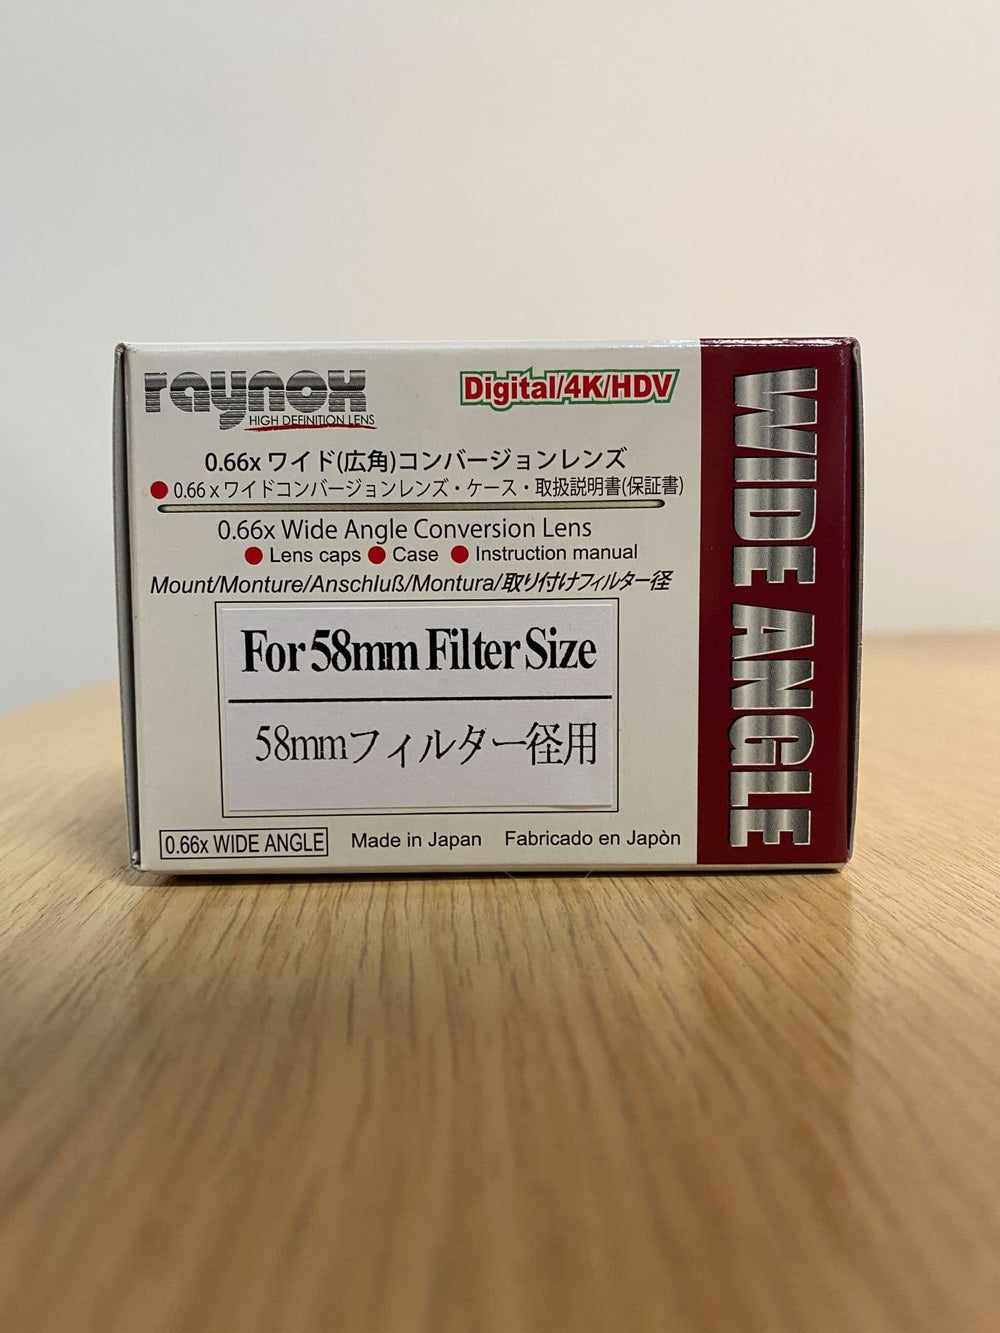 raynox
HIGH DEFINITION LENS
Digital/4K/HDV
0.66x ワイド(広角)コンバージョンレンズ
0.66 x ワイドコンバージョンレンズ・ケース・取扱説明書(保証書)
0.66x Wide Angle Conversion Lens
Lens caps Case Instruction manual
Mount/Monture/Anschluß/Montura/取り付けフィルター径
For 58mm Filter Size
58mmフィルター径用
0.66x WIDE ANGLE Made in Japan Fabricado en Japòn
WIDE ANGLE